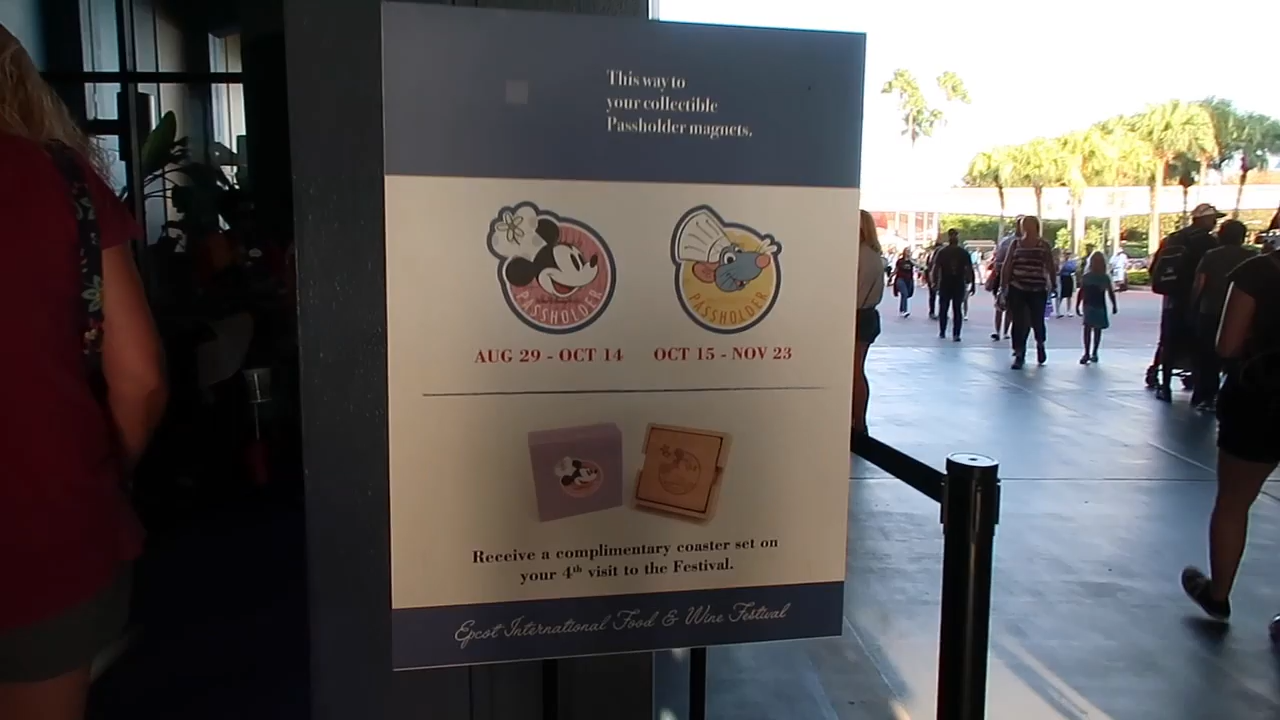 This way to
your collectible
Passholder magnets.
PASSHOLDER
PASSHOLDER
AUG 29 - OCT 14
OCT 15 - NOV 23
Receive a complimentary coaster set on
your 4th visit to the Festival.
Epcot International Food & Wine Festival